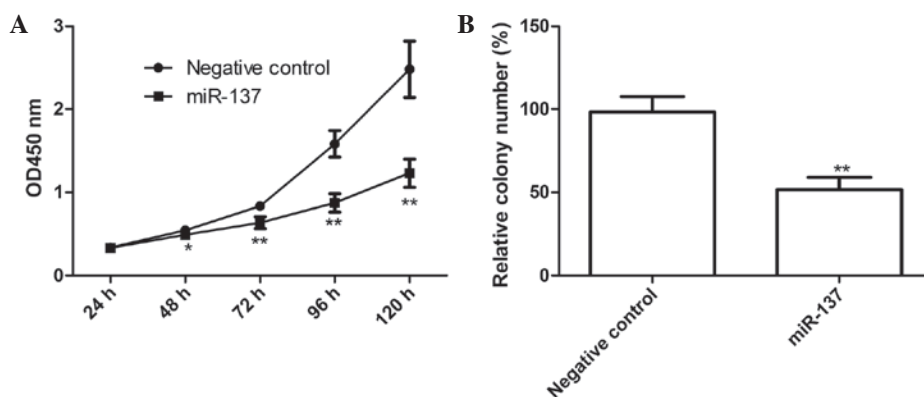 A
3
2
1
0
OD450 nm
Negative control
miR-137
*
**
**
**
24 h
48 h
72 h
96 h
120 h
B
150
100
50
0
Relative colony number (%)
**
Negative control
miR-137